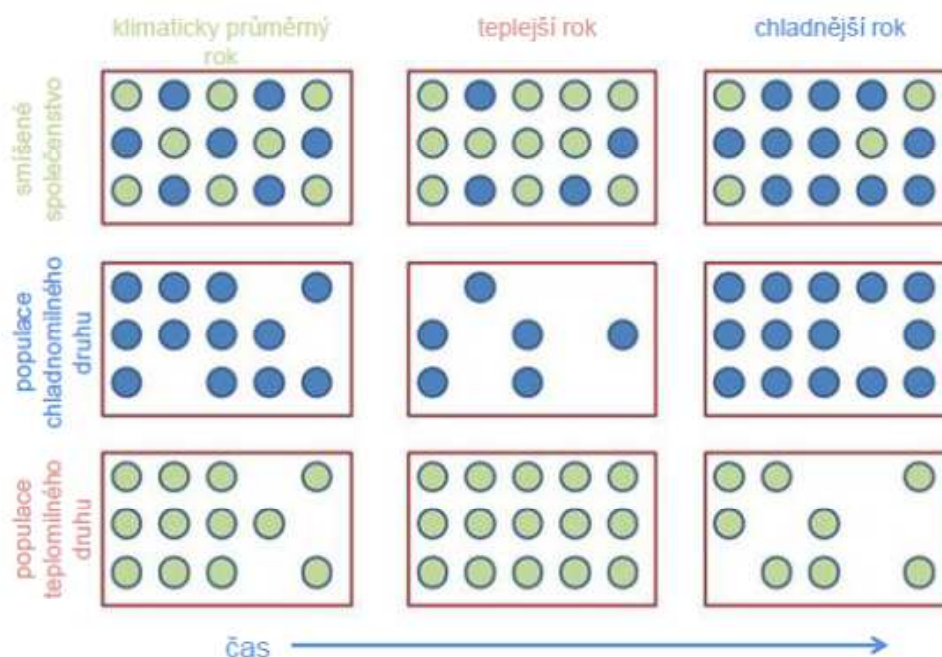 klimaticky průměrný
rok
teplejší rok
chladnější rok
smíšené
společenstvo
populace
chladnomilného
druhu
populace
teplomilného
druhu
čas